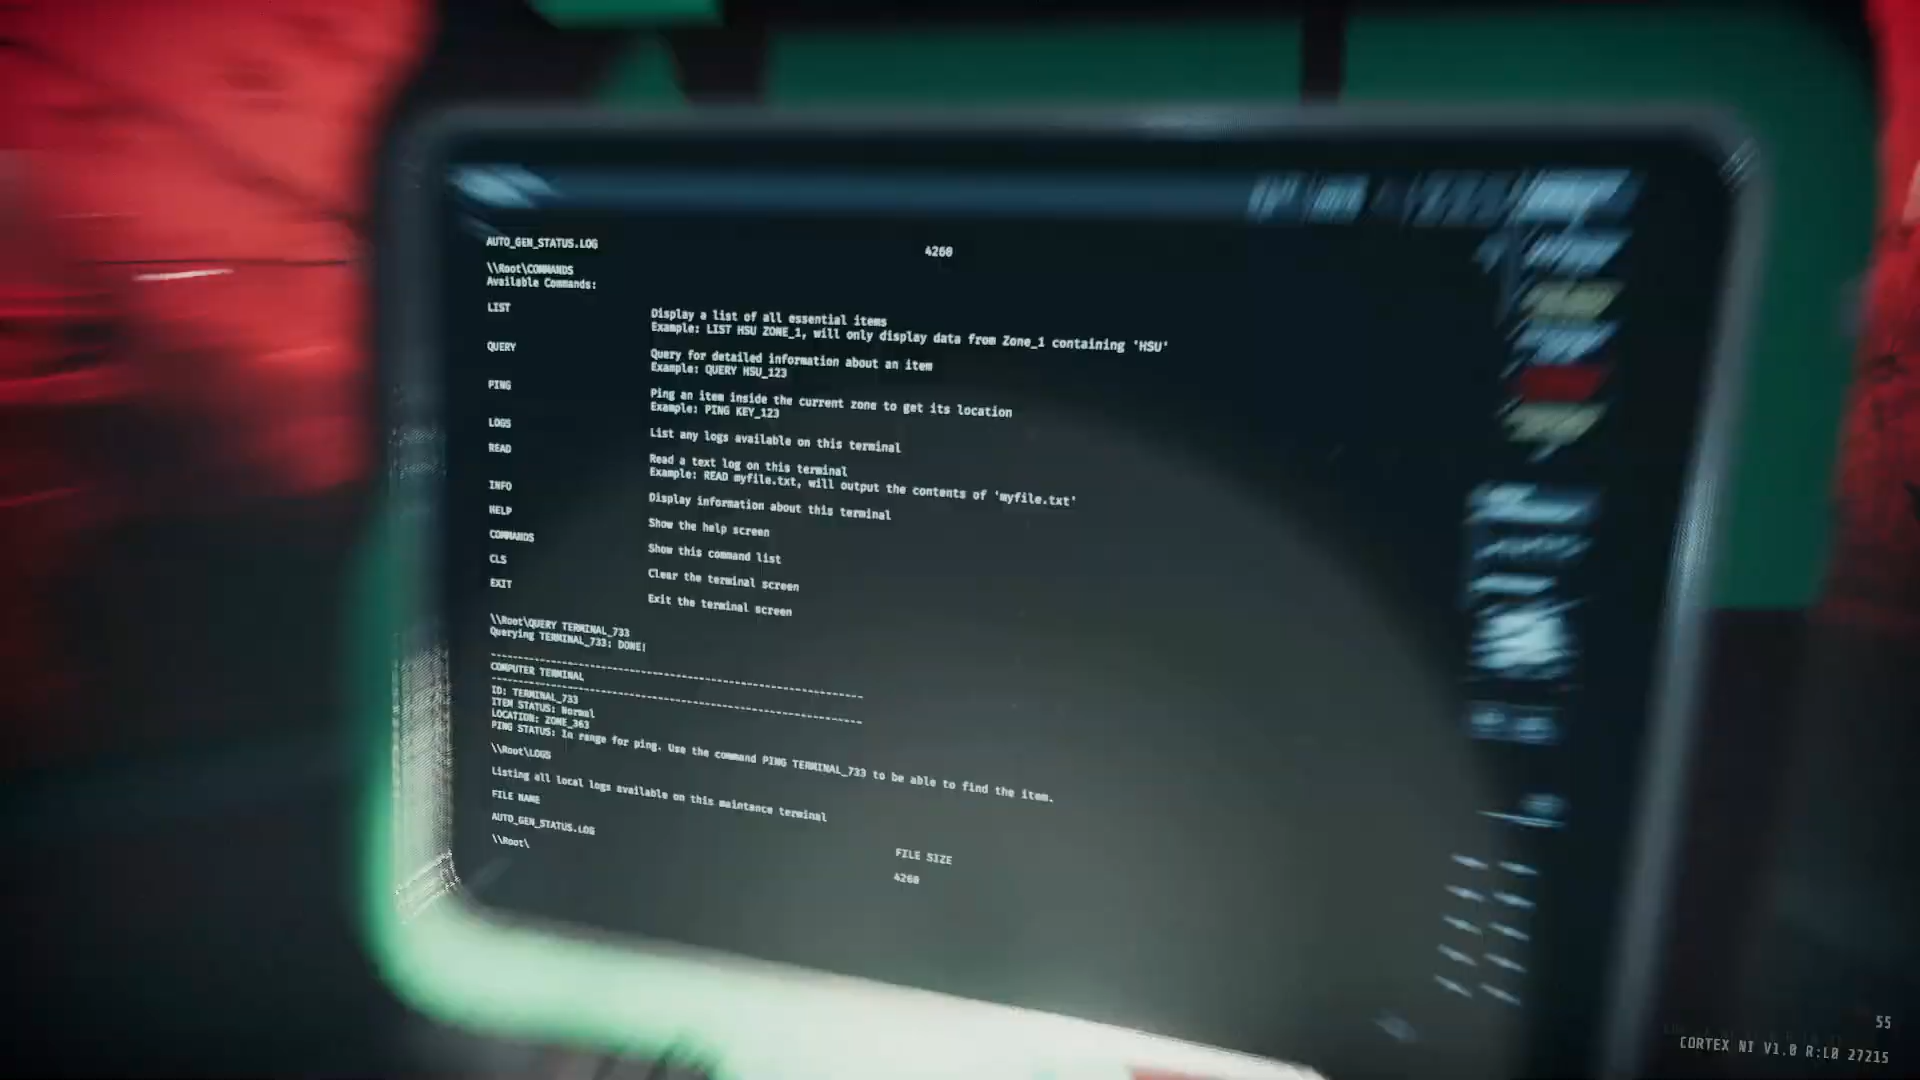 AUTO_GEN_STATUS.LOG 4260
\\Root\COMMANDS
Available Commands:
LIST Display a list of all essential items
Example: LIST HSU ZONE_1, will only display data from Zone_1 containing 'HSU'
QUERY Query for detailed information about an item
Example: QUERY HSU_123
PING Ping an item inside the current zone to get its location
Example: PING KEY_123
LOGS List any logs available on this terminal
READ Read a text log on this terminal
Example: READ myfile.txt, will output the contents of 'myfile.txt'
INFO Display information about this terminal
HELP Show the help screen
COMMANDS Show this command list
CLS Clear the terminal screen
EXIT Exit the terminal screen
\\Root\QUERY TERMINAL_733
Querying TERMINAL_733: DONE!
----------------------------------------------------------------
COMPUTER TERMINAL
----------------------------------------------------------------
ID: TERMINAL_733
ITEM STATUS: Normal
LOCATION: ZONE_363
PING STATUS: In range for ping. Use the command PING TERMINAL_733 to be able to find the item.
\\Root\LOGS
Listing all local logs available on this maintance terminal
FILE NAME FILE SIZE
AUTO_GEN_STATUS.LOG 4260
\\Root\
55
CORTEX NI V1.0 R:L0 27215